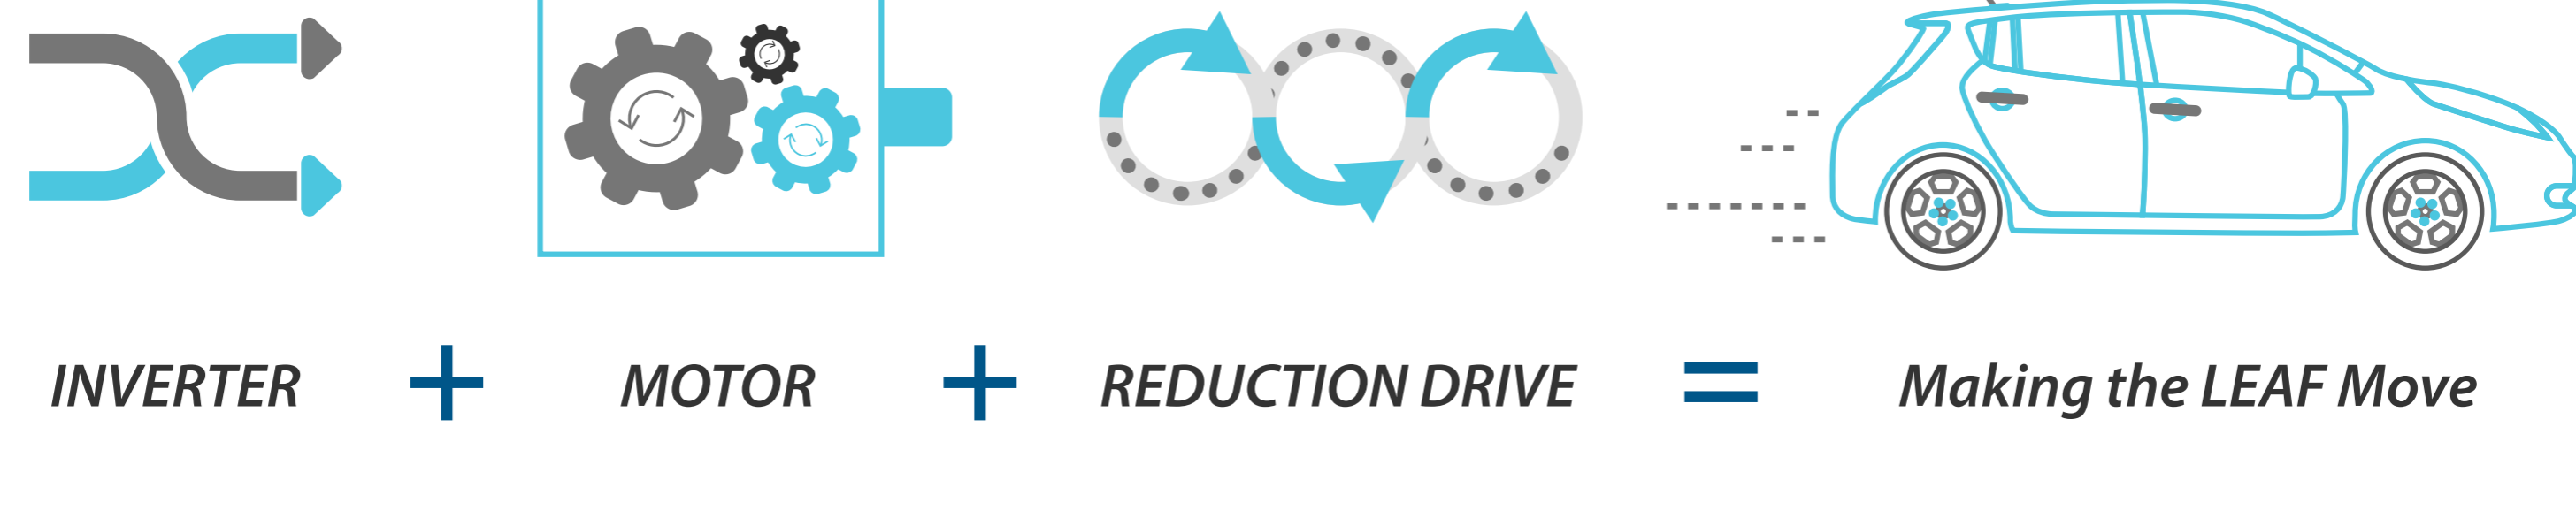 INVERTER + MOTOR + REDUCTION DRIVE = Making the LEAF Move